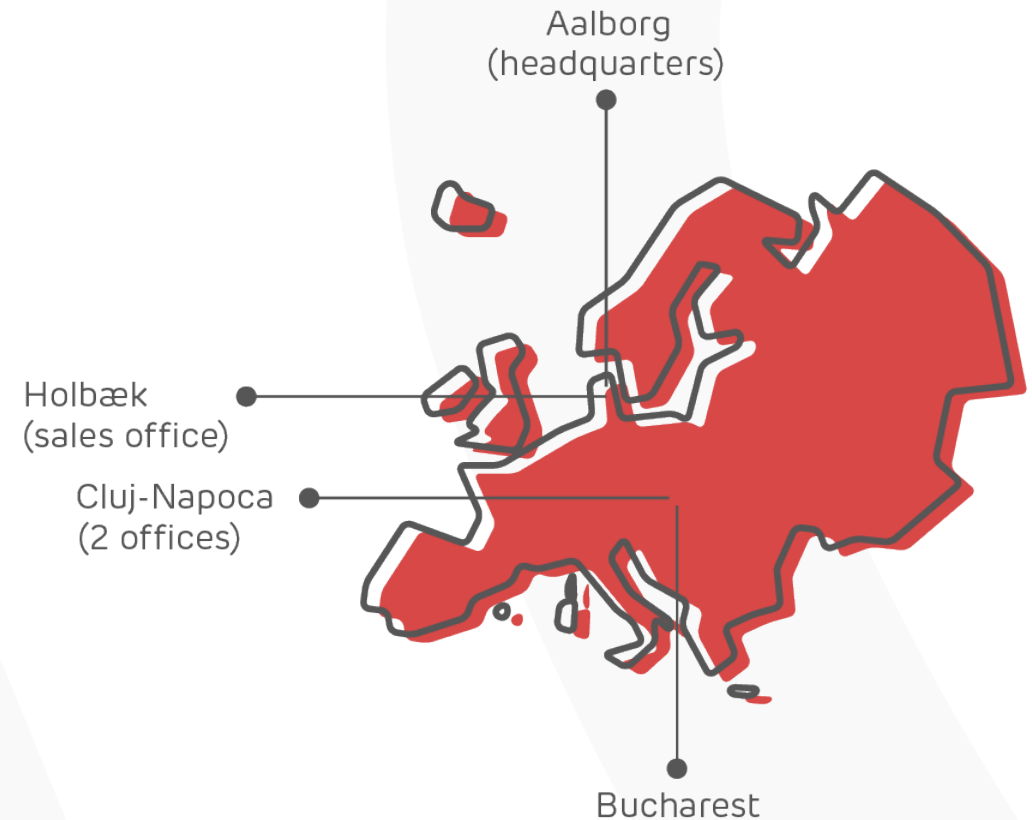 Aalborg
(headquarters)
Holbæk
(sales office)
Cluj-Napoca
(2 offices)
Bucharest